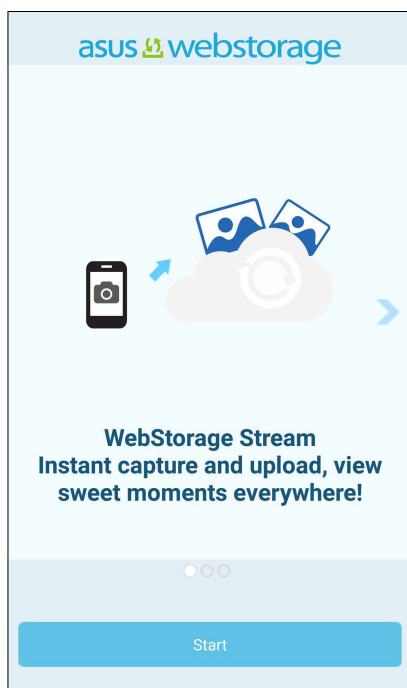 asus webstorage
WebStorage Stream
Instant capture and upload, view
sweet moments everywhere!
Start